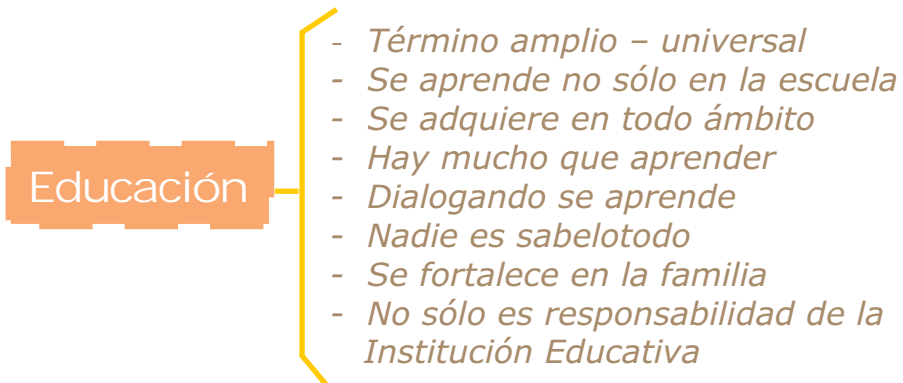 Educación
- Término amplio – universal
- Se aprende no sólo en la escuela
- Se adquiere en todo ámbito
- Hay mucho que aprender
- Dialogando se aprende
- Nadie es sabelotodo
- Se fortalece en la familia
- No sólo es responsabilidad de la
Institución Educativa